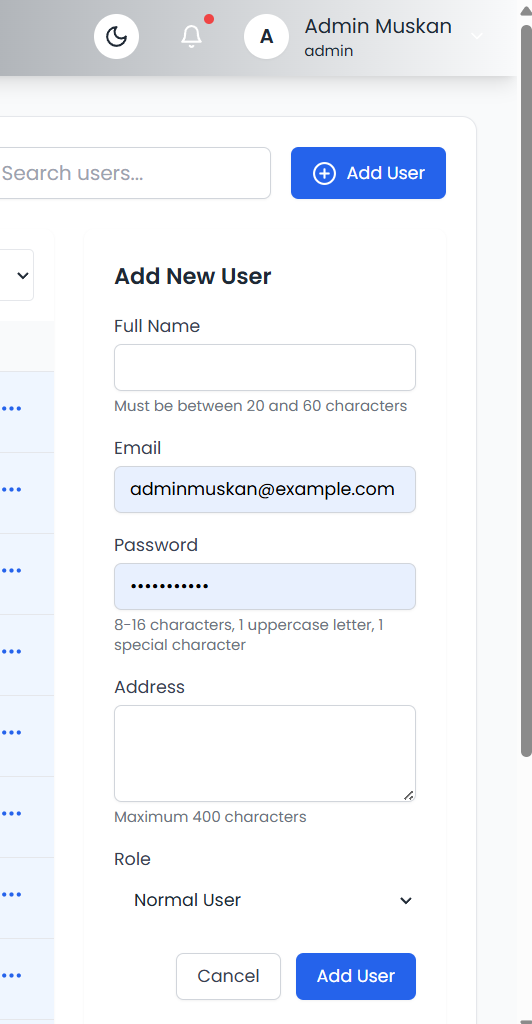 Admin Muskan
A
admin
Search users...
Add User
Add New User
Full Name
Must be between 20 and 60 characters
Email
adminmuskan@example.com
Password
•••••••••••
8-16 characters, 1 uppercase letter, 1
special character
Address
Maximum 400 characters
Role
Normal User
Cancel
Add User